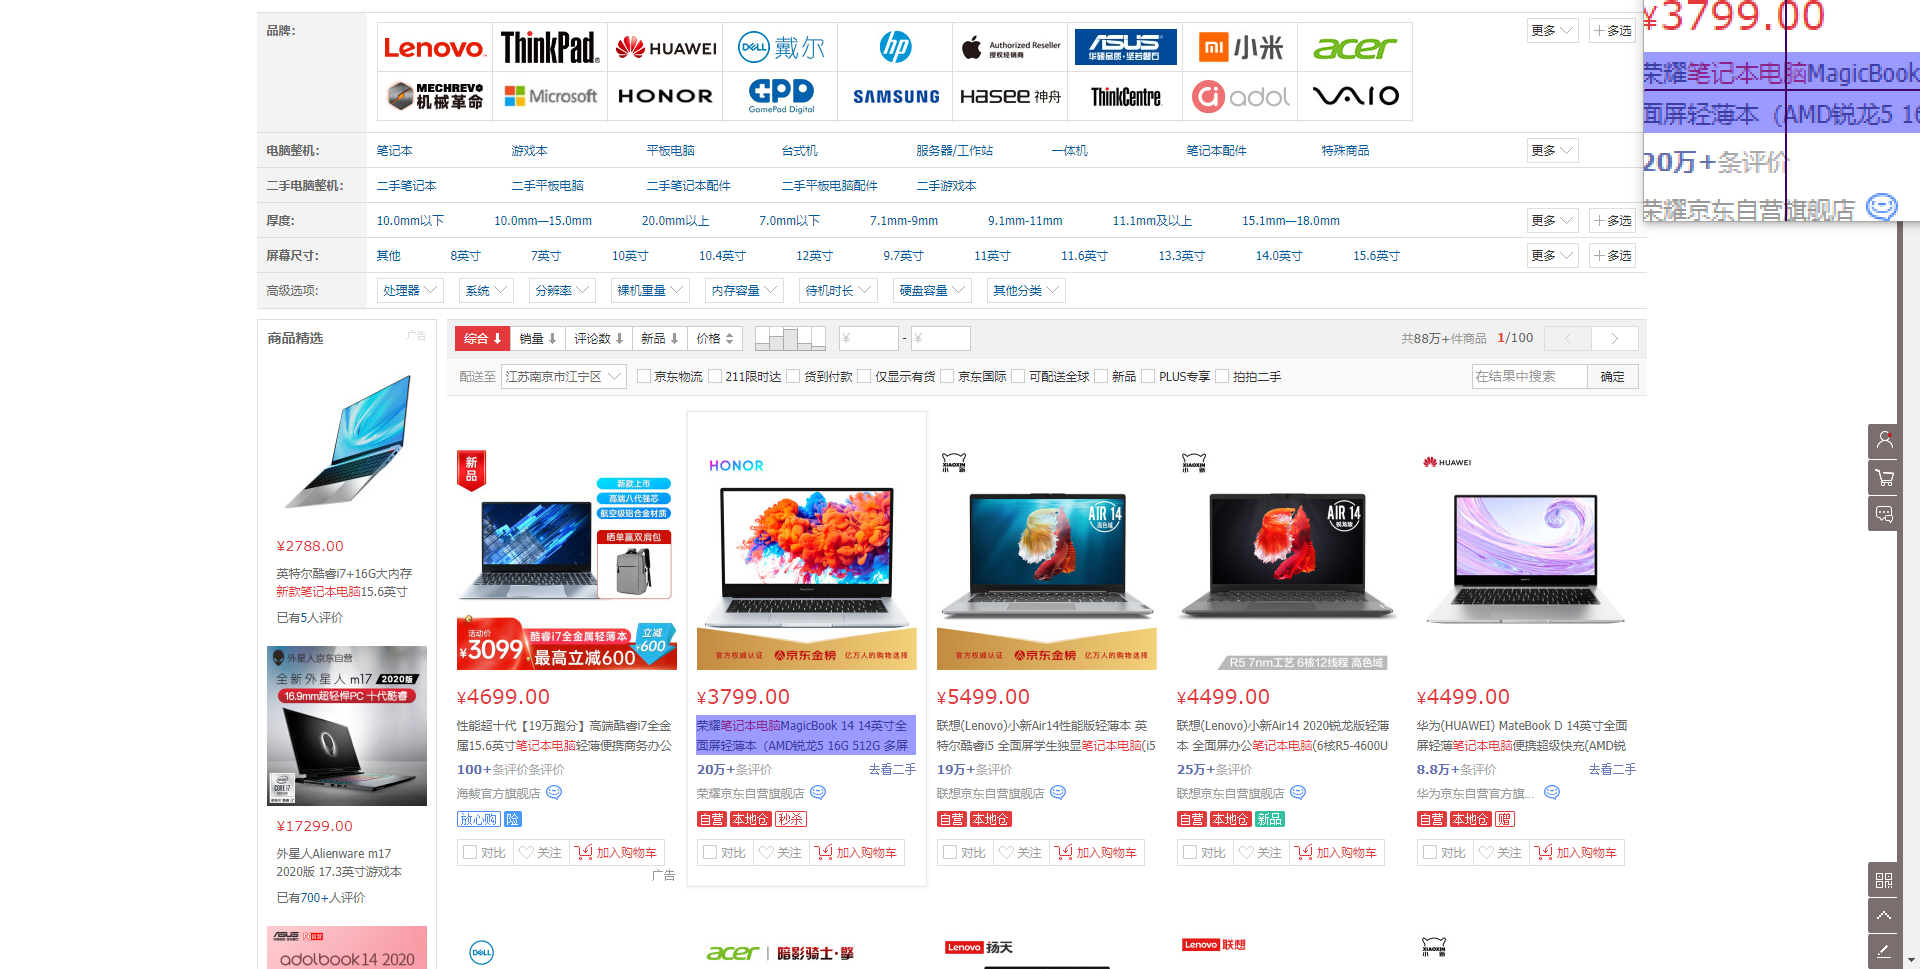 品牌:
更多
多选
Lenovo
ThinkPad
HUAWEI
DELL 戴尔
hp
Authorized Reseller
授权经销商
ASUS
华硕品质·坚若磐石
mi 小米
acer
MECHREVO
机械革命
Microsoft
HONOR
GPD
GamePad Digital
SAMSUNG
Hasee 神舟
ThinkCentre
adol
VAIO
电脑整机:
笔记本
游戏本
平板电脑
台式机
服务器/工作站
一体机
笔记本配件
特殊商品
更多
二手电脑整机:
二手笔记本
二手平板电脑
二手笔记本配件
二手平板电脑配件
二手游戏本
厚度:
10.0mm以下
10.0mm—15.0mm
20.0mm以上
7.0mm以下
7.1mm-9mm
9.1mm-11mm
11.1mm及以上
15.1mm—18.0mm
更多
多选
屏幕尺寸:
其他
8英寸
7英寸
10英寸
10.4英寸
12英寸
9.7英寸
11英寸
11.6英寸
13.3英寸
14.0英寸
15.6英寸
更多
多选
高级选项:
处理器
系统
分辨率
裸机重量
内存容量
待机时长
硬盘容量
其他分类
¥3799.00
荣耀笔记本电脑MagicBook
面屏轻薄本（AMD锐龙5 16
20万+条评价
荣耀京东自营旗舰店
商品精选
广告
¥2788.00
英特尔酷睿i7+16G大内存
新款笔记本电脑15.6英寸
已有5人评价
外星人京东自营
全新外星人 m17 2020版
16.9mm超轻悍PC 十代酷睿
intel
CORE i7
¥17299.00
外星人Alienware m17
2020版 17.3英寸游戏本
已有700+人评价
ASUS
adolbook14 2020
综合
销量
评论数
新品
价格
¥
-
¥
共88万+件商品
1/100
配送至
江苏南京市江宁区
京东物流
211限时达
货到付款
仅显示有货
京东国际
可配送全球
新品
PLUS专享
拍拍二手
在结果中搜索
确定
新品
新款上市
高端八代强芯
航空级铝合金材质
晒单赢双肩包
活动价
¥3099
酷睿i7全金属轻薄本
最高立减600
立减
¥600
¥4699.00
性能超十代【19万跑分】高端酷睿i7全金
属15.6英寸笔记本电脑轻薄便携商务办公
100+条评价条评价
海鲅官方旗舰店
放心购
险
对比
关注
加入购物车
广告
HONOR
官方权威认证
京东金榜
亿万人的购物选择
¥3799.00
荣耀笔记本电脑MagicBook 14 14英寸全
面屏轻薄本（AMD锐龙5 16G 512G 多屏
20万+条评价
去看二手
荣耀京东自营旗舰店
自营
本地仓
秒杀
对比
关注
加入购物车
XIAOXIN
小新
AIR 14
高色域
官方权威认证
京东金榜
亿万人的购物选择
¥5499.00
联想(Lenovo)小新Air14性能版轻薄本 英
特尔酷睿i5 全面屏学生独显笔记本电脑(i5
19万+条评价
联想京东自营旗舰店
自营
本地仓
对比
关注
加入购物车
XIAOXIN
小新
AIR 14
锐龙版
R5 7nm工艺 6核12线程 高色域
¥4499.00
联想(Lenovo)小新Air14 2020锐龙版轻薄
本 全面屏办公笔记本电脑(6核R5-4600U
25万+条评价
联想京东自营旗舰店
自营
本地仓
新品
对比
关注
加入购物车
HUAWEI
¥4499.00
华为(HUAWEI) MateBook D 14英寸全面
屏轻薄笔记本电脑便携超级快充(AMD锐
8.8万+条评价
去看二手
华为京东自营官方旗...
自营
本地仓
赠
对比
关注
加入购物车
DELL
acer | 暗影骑士·擎
Lenovo 扬天
Lenovo 联想
XIAOXIN
小新